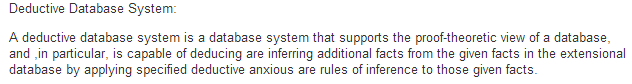 Deductive Database System:
A deductive database system is a database system that supports the proof-theoretic view of a database,
and ,in particular, is capable of deducing are inferring additional facts from the given facts in the extensional
database by applying specified deductive anxious are rules of inference to those given facts.